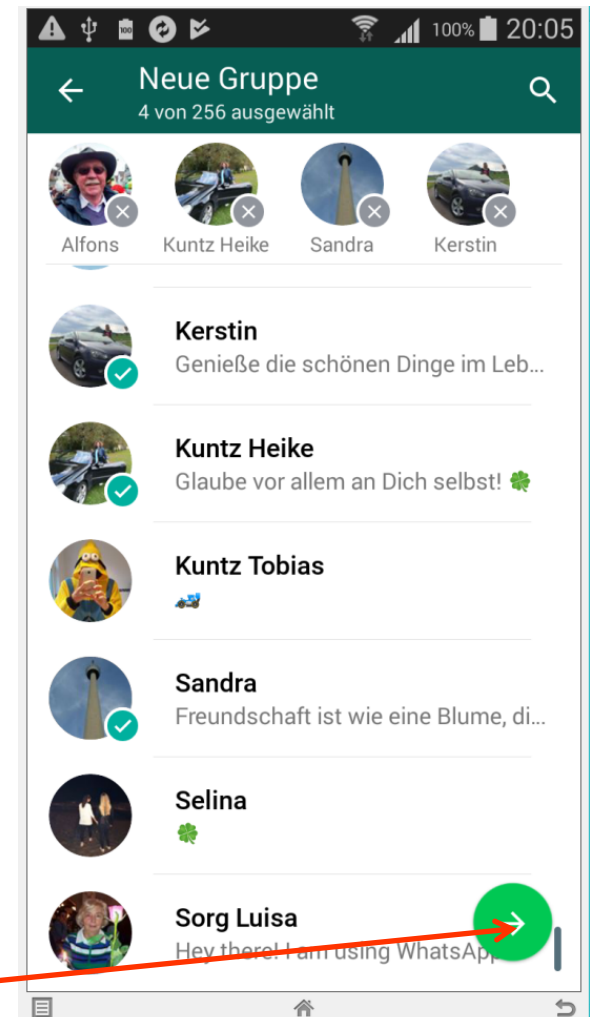 100
100%
20:05
Neue Gruppe
4 von 256 ausgewählt
Alfons
Kuntz Heike
Sandra
Kerstin
Kerstin
Genieße die schönen Dinge im Leb...
Kuntz Heike
Glaube vor allem an Dich selbst! 🍀
Kuntz Tobias
Sandra
Freundschaft ist wie eine Blume, di...
Selina
🍀
Sorg Luisa
Hey there! I am using WhatsApp